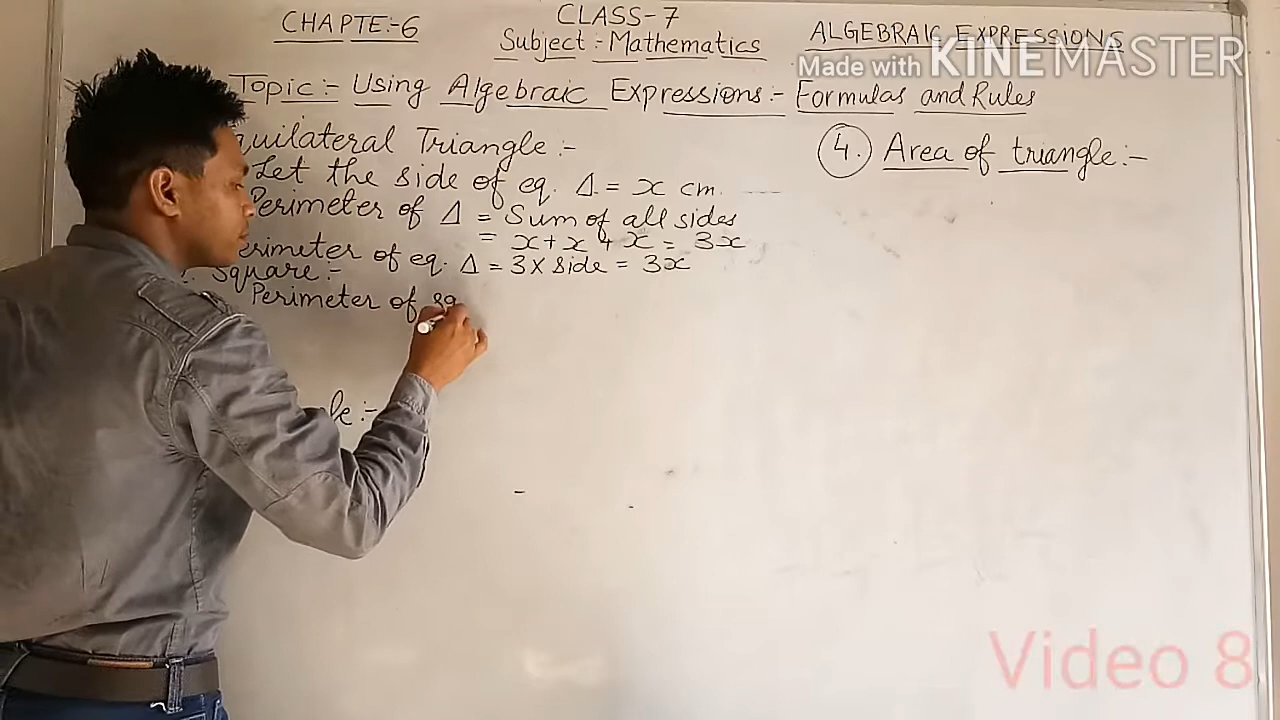 CHAPTE:-6
CLASS-7
Subject:-Mathematics
ALGEBRAIC EXPRESSIONS
Made with KINEMASTER
Topic:- Using Algebraic Expressions:- Formulas and Rules
quilateral Triangle:-
Let the side of eq. Δ = x cm.
Perimeter of Δ = Sum of all sides
= x+x+x = 3x
erimeter of eq. Δ = 3×side = 3x
Square:-
Perimeter of sq
le:-
4. Area of triangle:-
Video 8